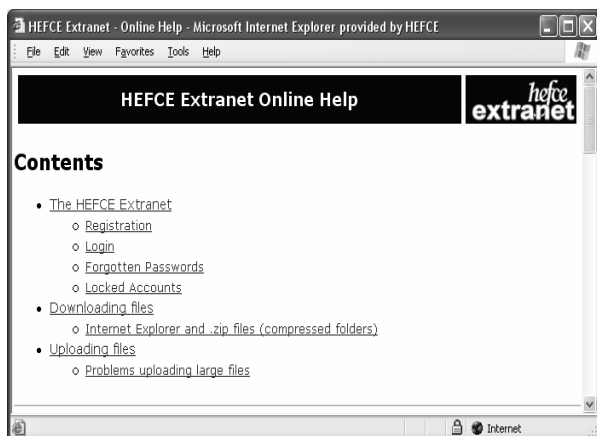 HEFCE Extranet - Online Help - Microsoft Internet Explorer provided by HEFCE
File Edit View Favorites Tools Help
HEFCE Extranet Online Help
hefce
extranet
Contents
The HEFCE Extranet
Registration
Login
Forgotten Passwords
Locked Accounts
Downloading files
Internet Explorer and .zip files (compressed folders)
Uploading files
Problems uploading large files
Internet